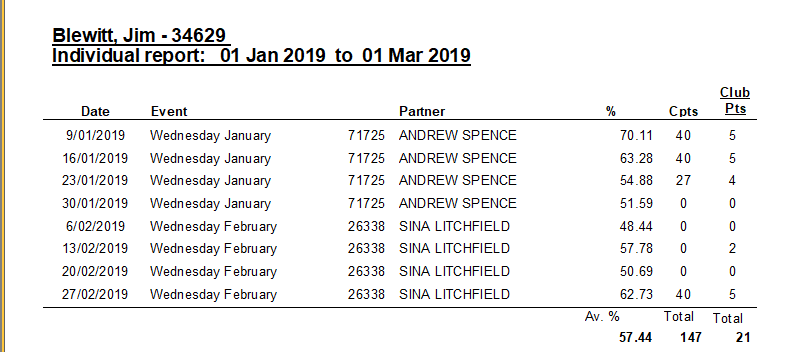 Blewitt, Jim - 34629
Individual report: 01 Jan 2019 to 01 Mar 2019
Club
Date Event Partner % Cpts Pts
9/01/2019 Wednesday January 71725 ANDREW SPENCE 70.11 40 5
16/01/2019 Wednesday January 71725 ANDREW SPENCE 63.28 40 5
23/01/2019 Wednesday January 71725 ANDREW SPENCE 54.88 27 4
30/01/2019 Wednesday January 71725 ANDREW SPENCE 51.59 0 0
6/02/2019 Wednesday February 26338 SINA LITCHFIELD 48.44 0 0
13/02/2019 Wednesday February 26338 SINA LITCHFIELD 57.78 0 2
20/02/2019 Wednesday February 26338 SINA LITCHFIELD 50.69 0 0
27/02/2019 Wednesday February 26338 SINA LITCHFIELD 62.73 40 5
Av. % Total Total
57.44 147 21